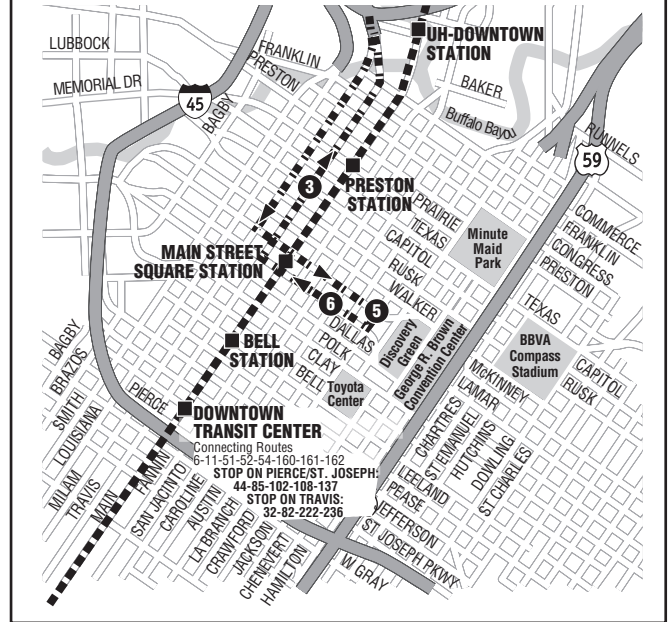 UH-DOWNTOWN
STATION
LUBBOCK
FRANKLIN
PRESTON
MEMORIAL DR
BAGBY
45
BAKER
Buffalo Bayou
RUNNELS
59
3
PRESTON
STATION
PRAIRIE
TEXAS
CAPITOL
RUSK
WALKER
Minute
Maid
Park
COMMERCE
FRANKLIN
CONGRESS
PRESTON
TEXAS
MAIN STREET
SQUARE STATION
6
5
DALLAS
POLK
CLAY
BELL
Discovery
Green
George R. Brown
Convention Center
BBVA
Compass
Stadium
CAPITOL
RUSK
BELL
STATION
Toyota
Center
McKINNEY
LAMAR
BAGBY
BRAZOS
SMITH
LOUISIANA
MILAM
TRAVIS
MAIN
PIERCE
DOWNTOWN
TRANSIT CENTER
Connecting Routes
6-11-51-52-54-160-161-162
STOP ON PIERCE/ST. JOSEPH:
44-85-102-108-137
STOP ON TRAVIS:
32-82-222-236
CHARTRES
ST EMANUEL
HUTCHINS
DOWLING
ST CHARLES
FANNIN
SAN JACINTO
CAROLINE
AUSTIN
LA BRANCH
CRAWFORD
JACKSON
CHENEVERT
HAMILTON
LEELAND
PEASE
JEFFERSON
ST JOSEPH PKWY
W GRAY